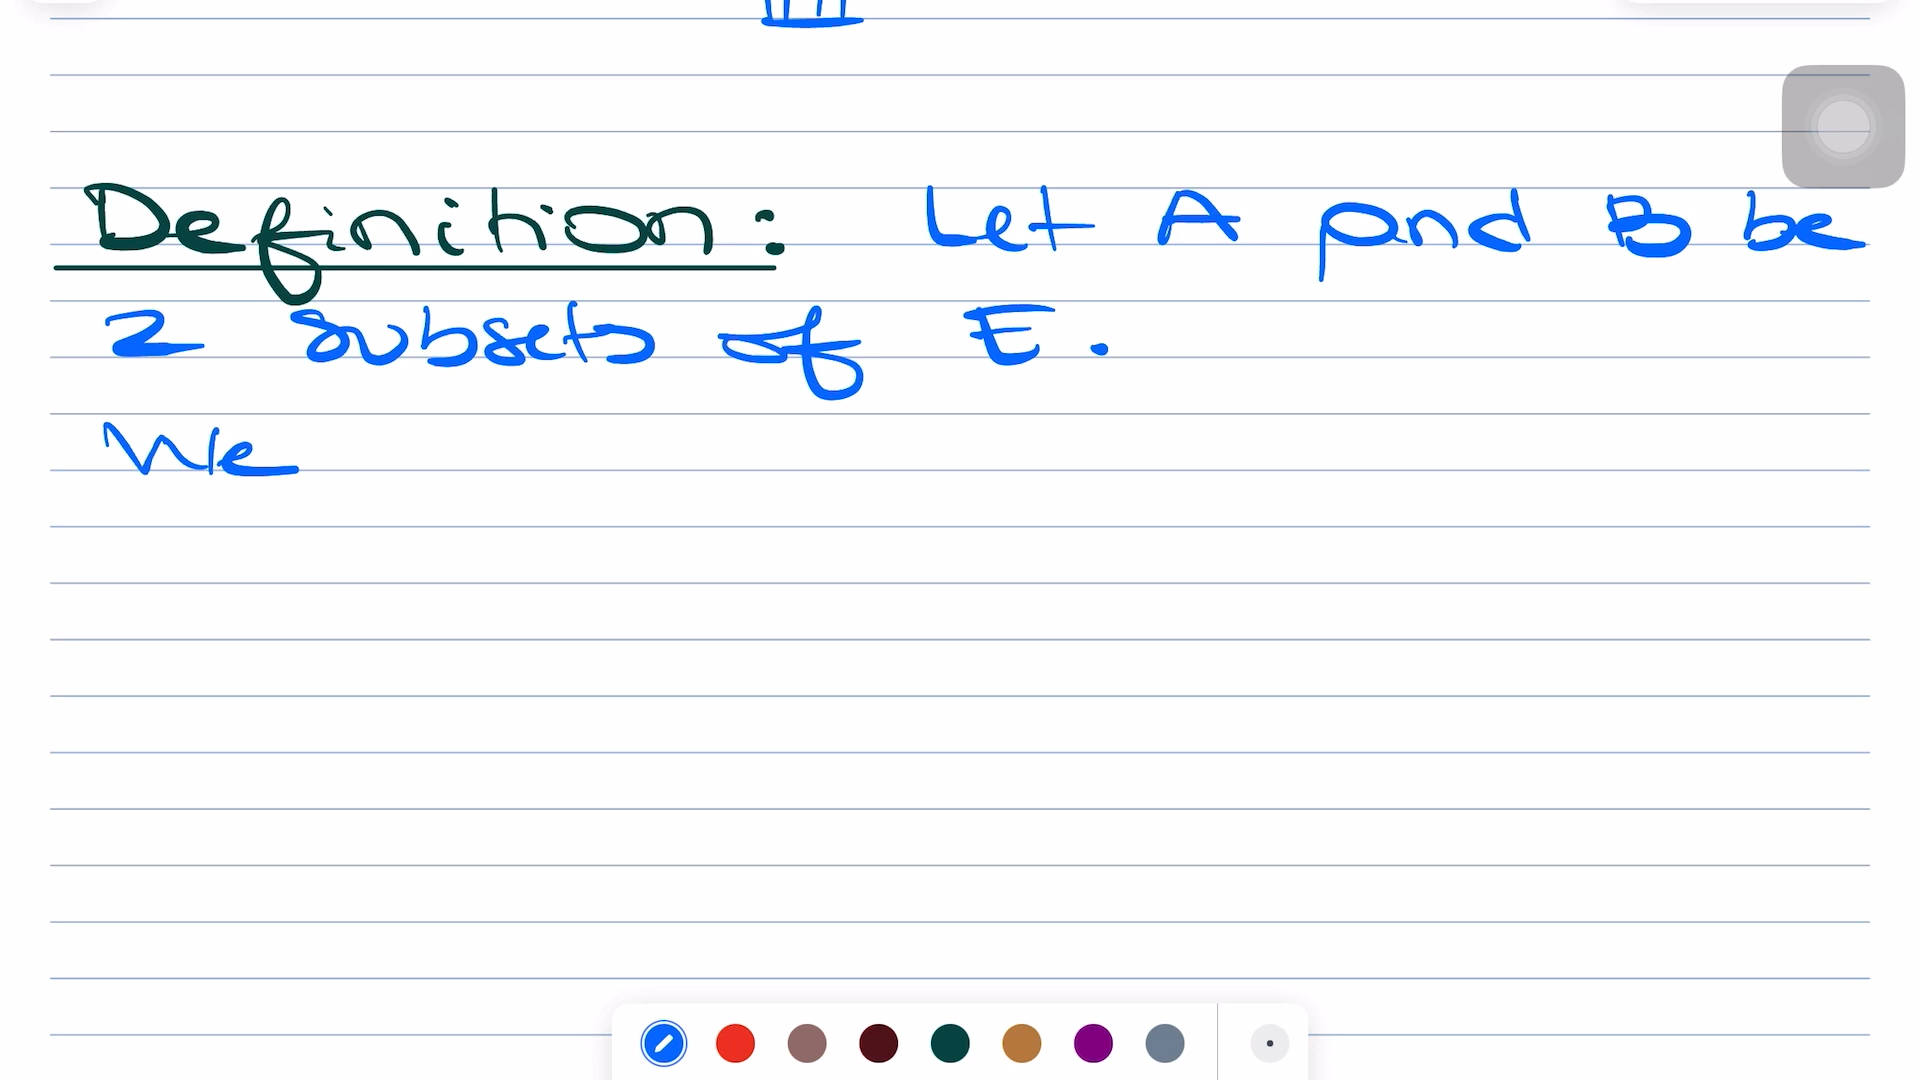 Definition: Let A and B be
2 subsets of E.
We